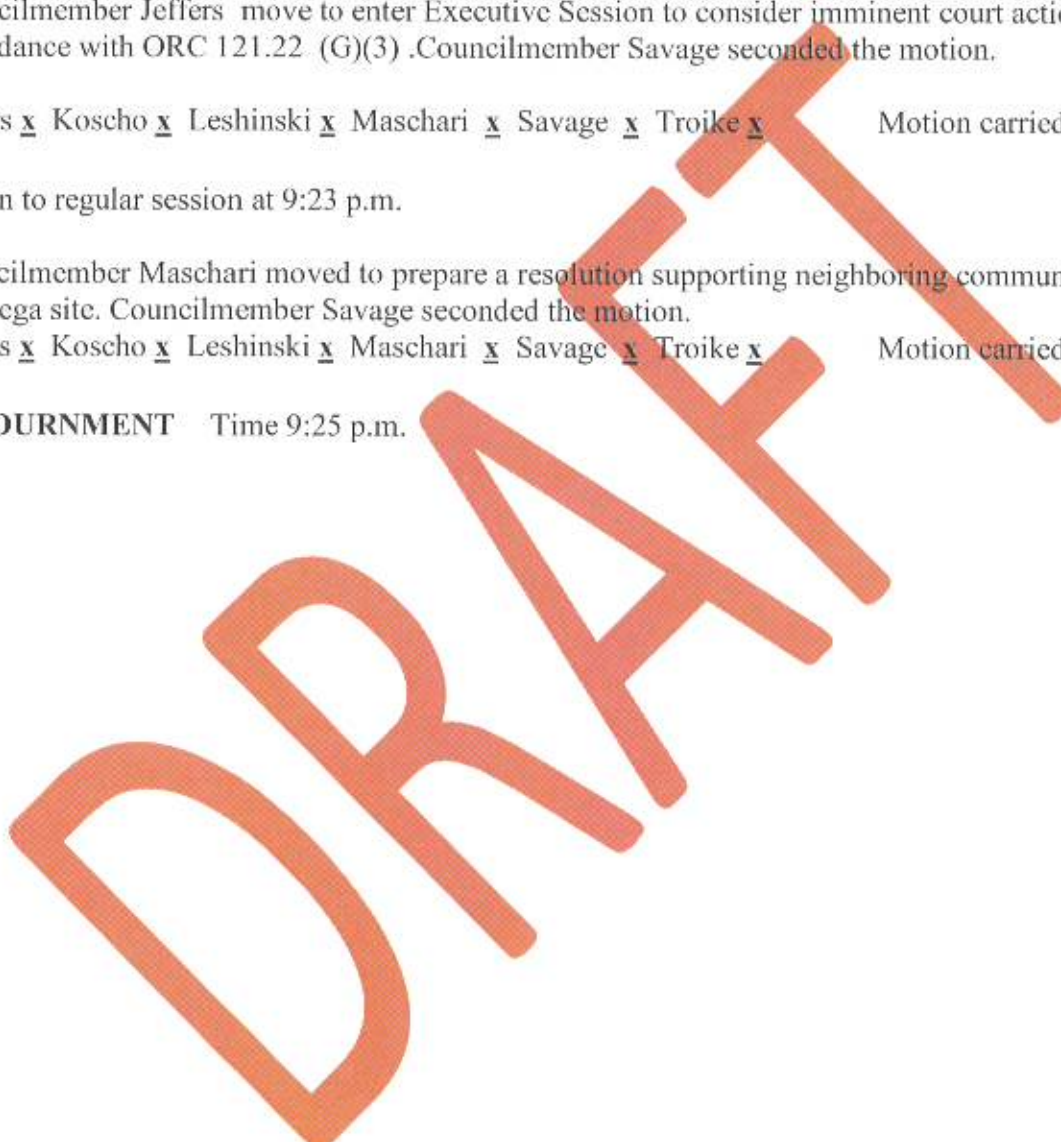 cilmember Jeffers move to enter Executive Session to consider imminent court acti
dance with ORC 121.22 (G)(3) .Councilmember Savage seconded the motion.
s x Koscho x Leshinski x Maschari x Savage x Troike x Motion carried
n to regular session at 9:23 p.m.
cilmember Maschari moved to prepare a resolution supporting neighboring commun
ega site. Councilmember Savage seconded the motion.
s x Koscho x Leshinski x Maschari x Savage x Troike x Motion carried
OURNMENT Time 9:25 p.m.
DRAFT